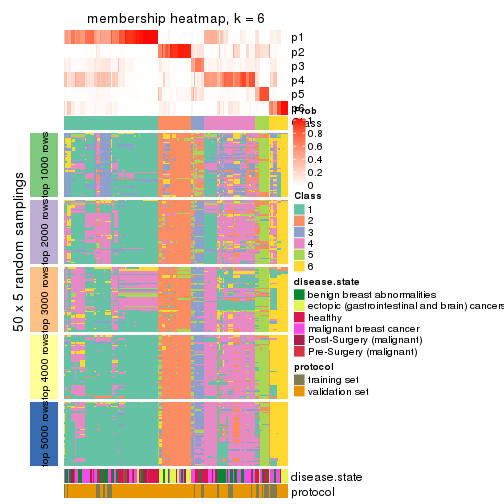 membership heatmap, k = 6
p1
p2
p3
p4
p5
p6
Prob
Class
0.8
0.6
0.4
0.2
0
Class
1
2
3
4
5
6
disease.state
benign breast abnormalities
ectopic (gastrointestinal and brain) cancers
healthy
malignant breast cancer
Post-Surgery (malignant)
Pre-Surgery (malignant)
protocol
training set
validation set
50 x 5 random samplings
top 1000 rows
top 2000 rows
top 3000 rows
top 4000 rows
top 5000 rows
disease.state
protocol